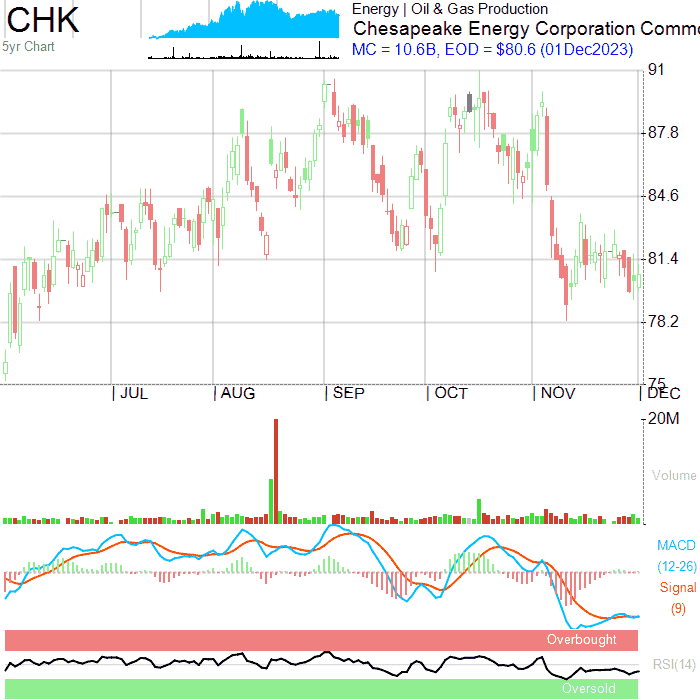 CHK
5yr Chart
Energy | Oil & Gas Production
Chesapeake Energy Corporation Commo
MC = 10.6B, EOD = $80.6 (01Dec2023)
91
87.8
84.6
81.4
78.2
75
| JUL
| AUG
| SEP
| OCT
| NOV
| DEC
20M
Volume
MACD
(12-26)
Signal
(9)
Overbought
RSI(14)
Oversold